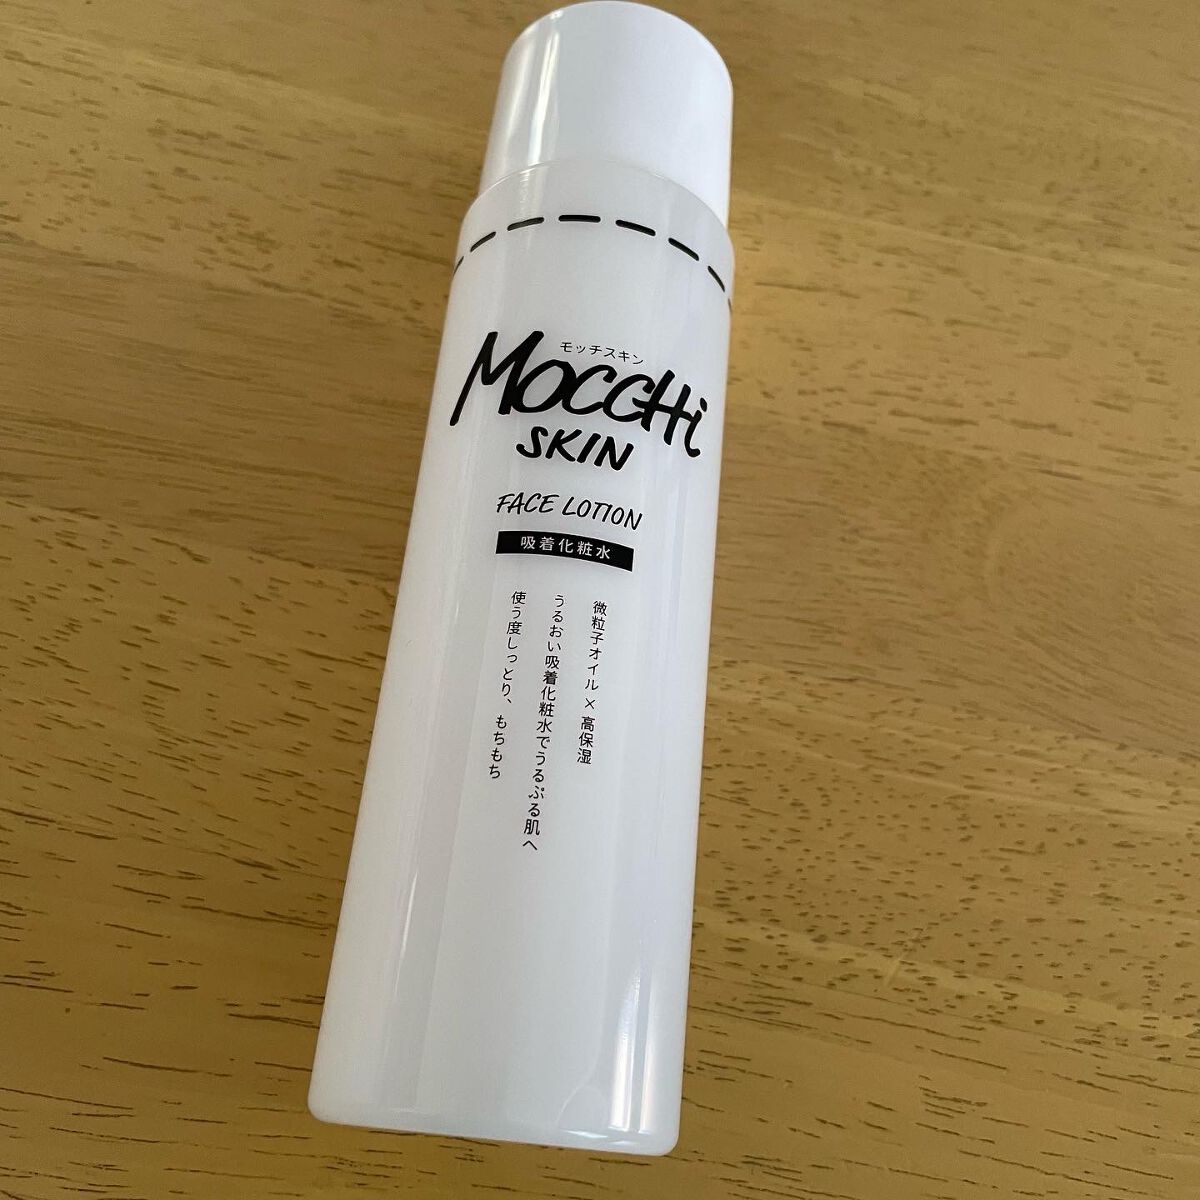 モッチスキン
MOCCHi
SKIN
FACE LOTION
吸着化粧水
微粒子オイル×高保湿
うるおい吸着化粧水でうるぷる肌へ
使う度しっとり、もちもち